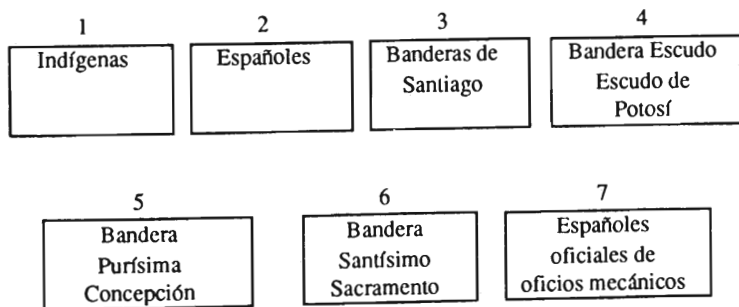 1
Indígenas
2
Españoles
3
Banderas de
Santiago
4
Bandera Escudo
Escudo de
Potosí
5
Bandera
Purísima
Concepción
6
Bandera
Santísimo
Sacramento
7
Españoles
oficiales de
oficios mecánicos